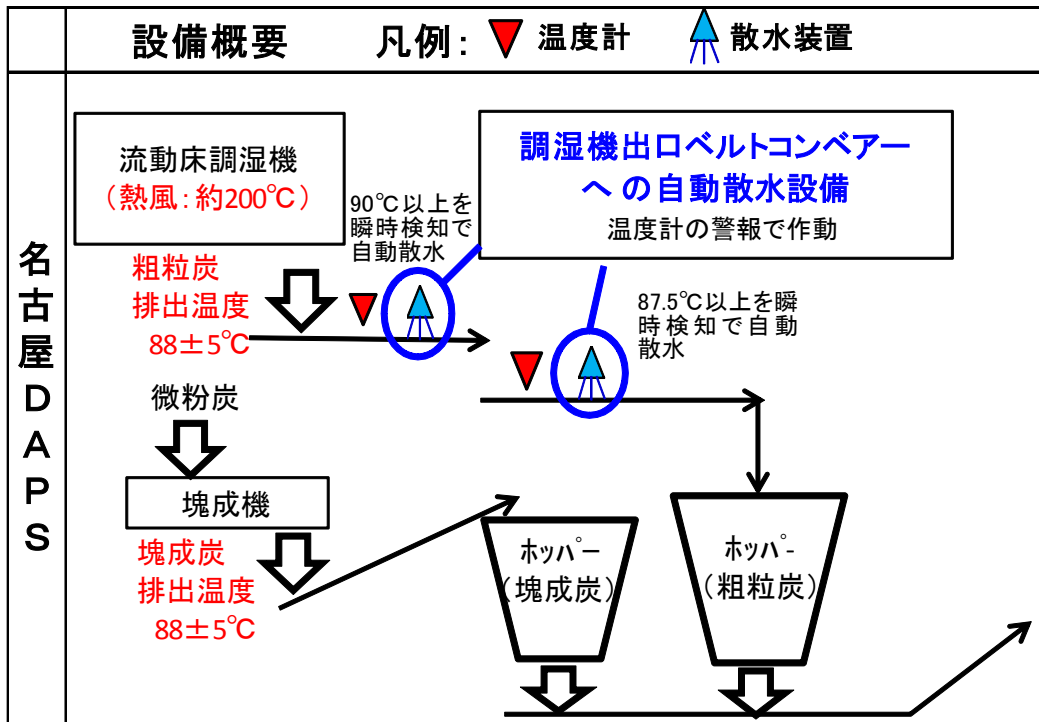 設備概要 凡例: 温度計 散水装置
名古屋DAPS
流動床調湿機
(熱風:約200℃)
90℃以上を
瞬時検知で
自動散水
調湿機出口ベルトコンベアー
への自動散水設備
温度計の警報で作動
粗粒炭
排出温度
88±5℃
87.5℃以上を瞬
時検知で自動
散水
微粉炭
塊成機
塊成炭
排出温度
88±5℃
ホッパー
(塊成炭)
ホッパ-
(粗粒炭)